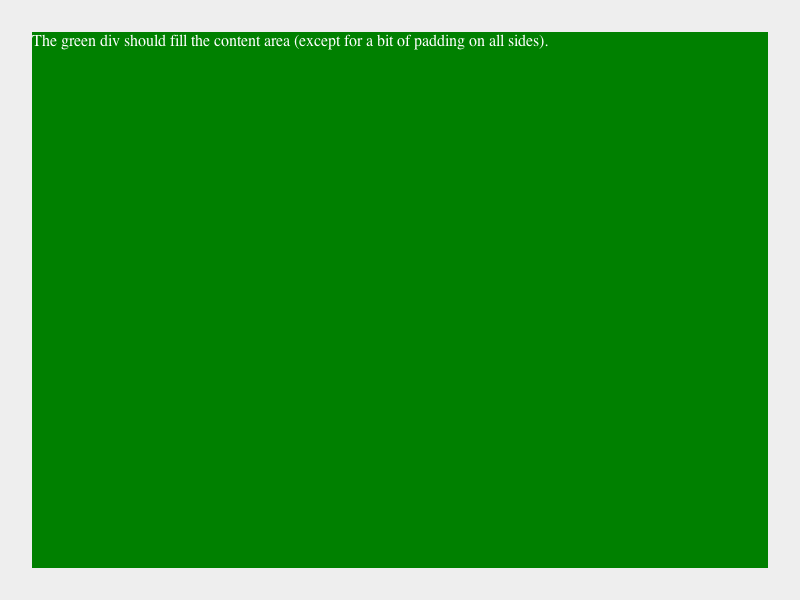 The green div should fill the content area (except for a bit of padding on all sides).